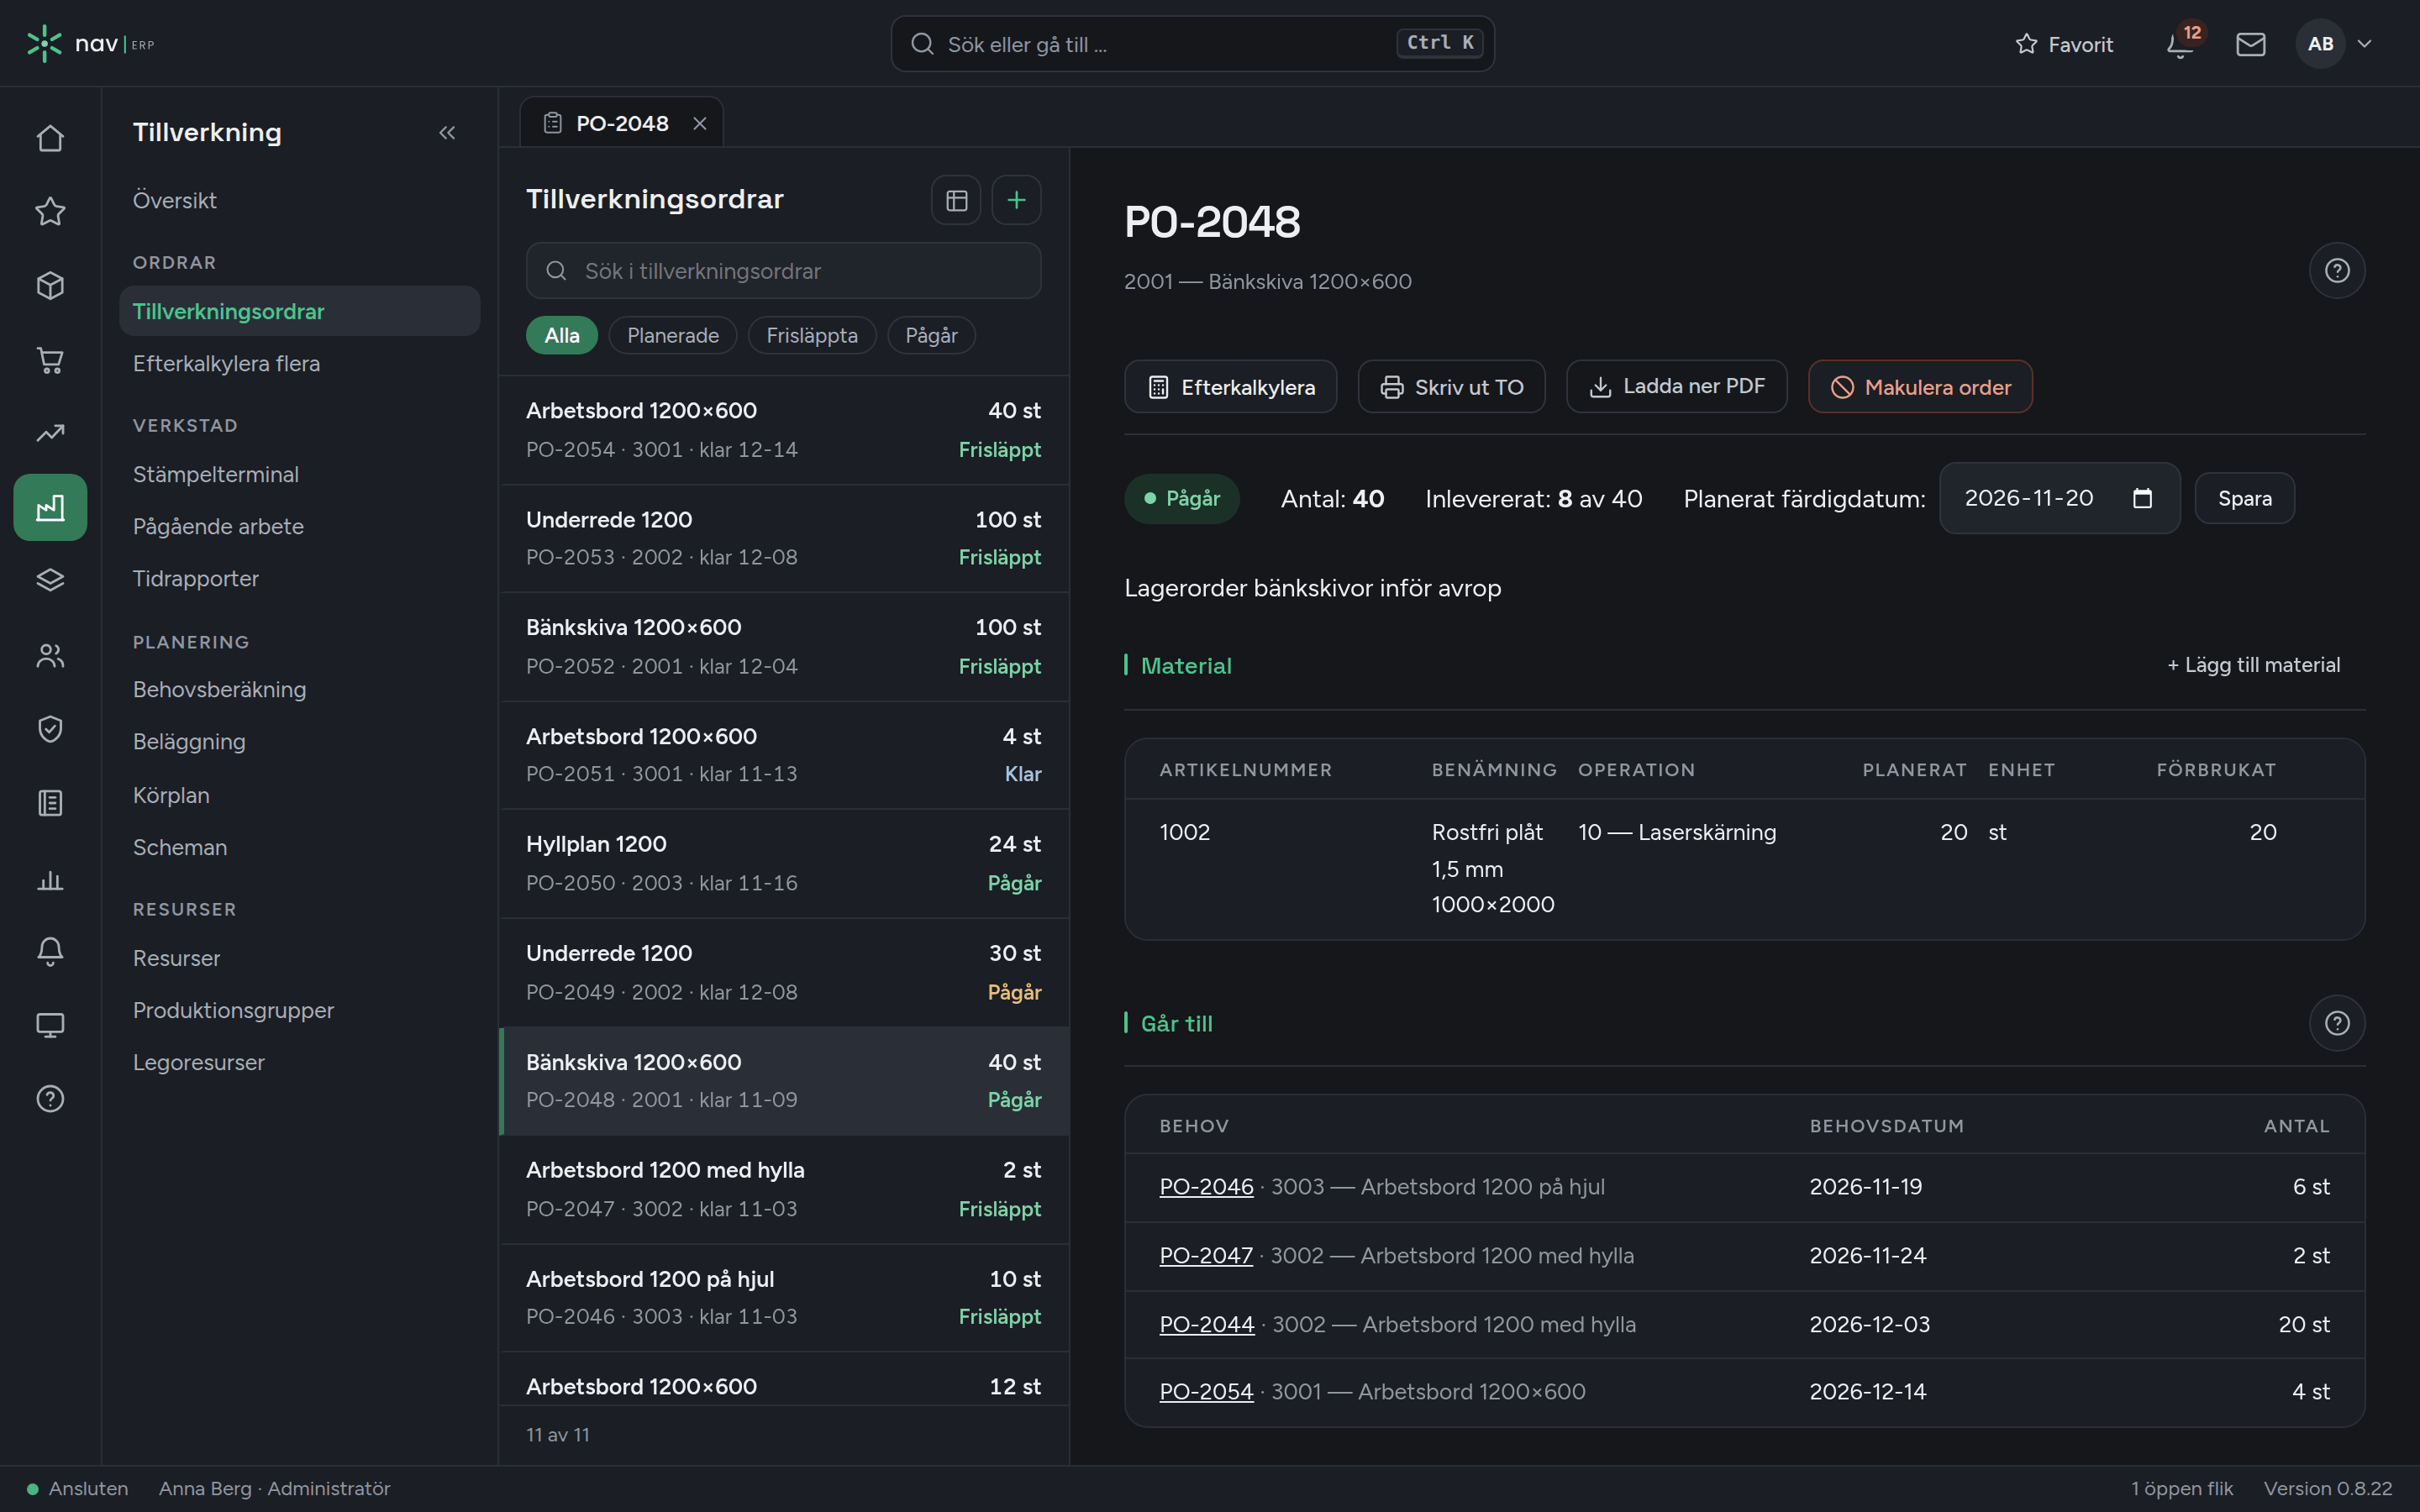 nav | ERP
Sök eller gå till ...
Ctrl K
Favorit
12
AB
Tillverkning
Översikt
ORDRAR
Tillverkningsordrar
Efterkalkylera flera
VERKSTAD
Stämpelterminal
Pågående arbete
Tidrapporter
PLANERING
Behovsberäkning
Beläggning
Körplan
Scheman
RESURSER
Resurser
Produktionsgrupper
Legoresurser
PO-2048
Tillverkningsordrar
Sök i tillverkningsordrar
Alla Planerade Frisläppta Pågår
Arbetsbord 1200×600 40 st
PO-2054 · 3001 · klar 12-14 Frisläppt
Underrede 1200 100 st
PO-2053 · 2002 · klar 12-08 Frisläppt
Bänkskiva 1200×600 100 st
PO-2052 · 2001 · klar 12-04 Frisläppt
Arbetsbord 1200×600 4 st
PO-2051 · 3001 · klar 11-13 Klar
Hyllplan 1200 24 st
PO-2050 · 2003 · klar 11-16 Pågår
Underrede 1200 30 st
PO-2049 · 2002 · klar 12-08 Pågår
Bänkskiva 1200×600 40 st
PO-2048 · 2001 · klar 11-09 Pågår
Arbetsbord 1200 med hylla 2 st
PO-2047 · 3002 · klar 11-03 Frisläppt
Arbetsbord 1200 på hjul 10 st
PO-2046 · 3003 · klar 11-03 Frisläppt
Arbetsbord 1200×600 12 st
11 av 11
PO-2048
2001 — Bänkskiva 1200×600
Efterkalkylera Skriv ut TO Ladda ner PDF Makulera order
Pågår Antal: 40 Inlevererat: 8 av 40 Planerat färdigdatum: 2026-11-20 Spara
Lagerorder bänkskivor inför avrop
Material + Lägg till material
ARTIKELNUMMER BENÄMNING OPERATION PLANERAT ENHET FÖRBRUKAT
1002 Rostfri plåt 10 — Laserskärning 20 st 20
1,5 mm
1000×2000
Går till
BEHOV BEHOVSDATUM ANTAL
PO-2046 · 3003 — Arbetsbord 1200 på hjul 2026-11-19 6 st
PO-2047 · 3002 — Arbetsbord 1200 med hylla 2026-11-24 2 st
PO-2044 · 3002 — Arbetsbord 1200 med hylla 2026-12-03 20 st
PO-2054 · 3001 — Arbetsbord 1200×600 2026-12-14 4 st
Ansluten Anna Berg · Administratör 1 öppen flik Version 0.8.22